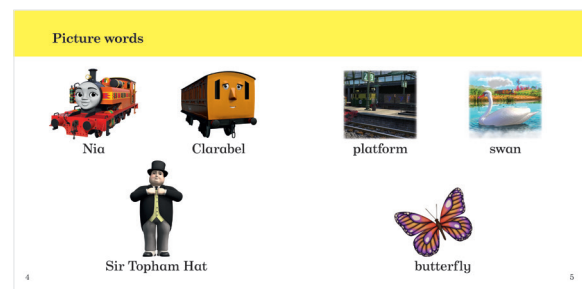 Picture words
Nia
Clarabel
platform
swan
Sir Topham Hat
butterfly
4
5